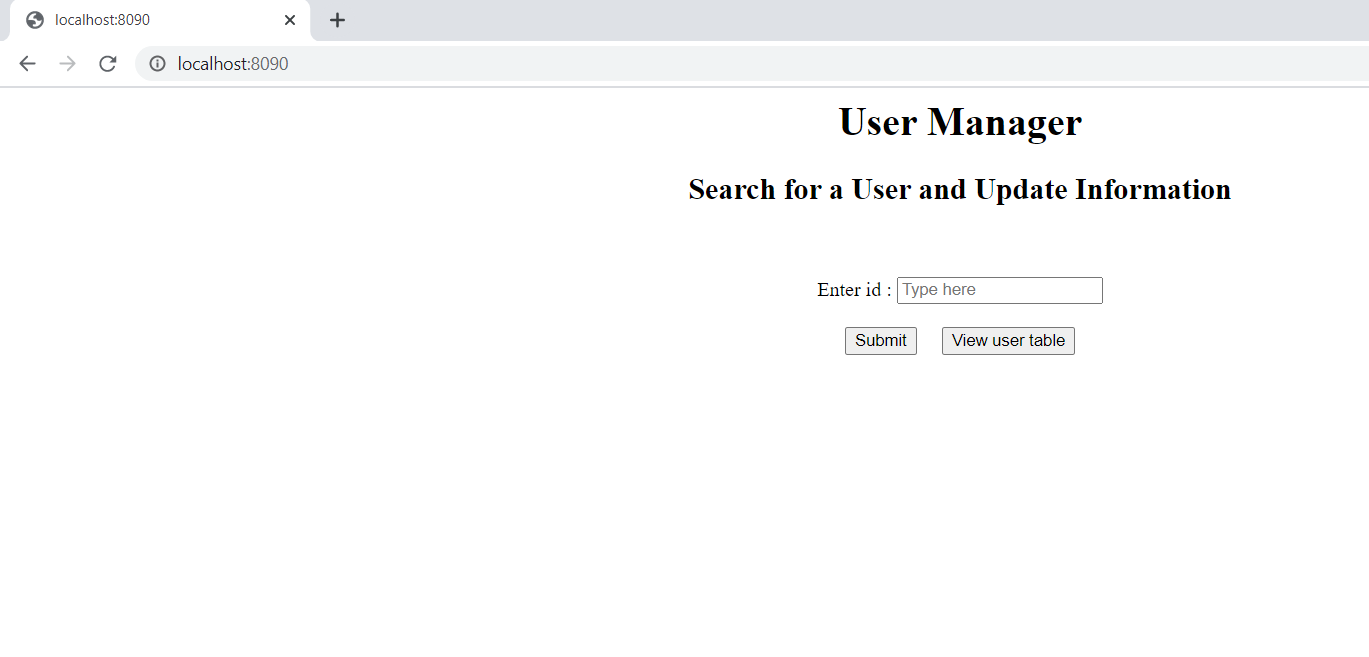 localhost:8090
localhost:8090
User Manager
Search for a User and Update Information
Enter id : Type here
Submit View user table